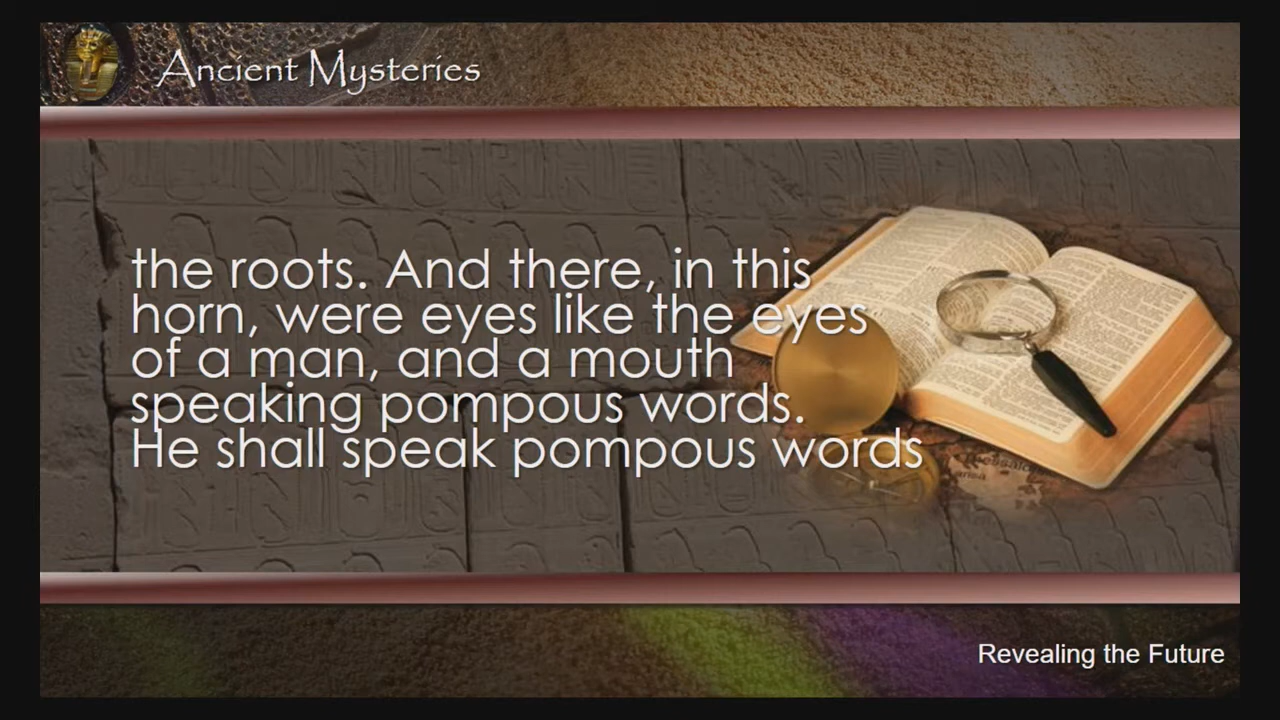 Ancient Mysteries
the roots. And there, in this
horn, were eyes like the eyes
of a man, and a mouth
speaking pompous words.
He shall speak pompous words
Revealing the Future